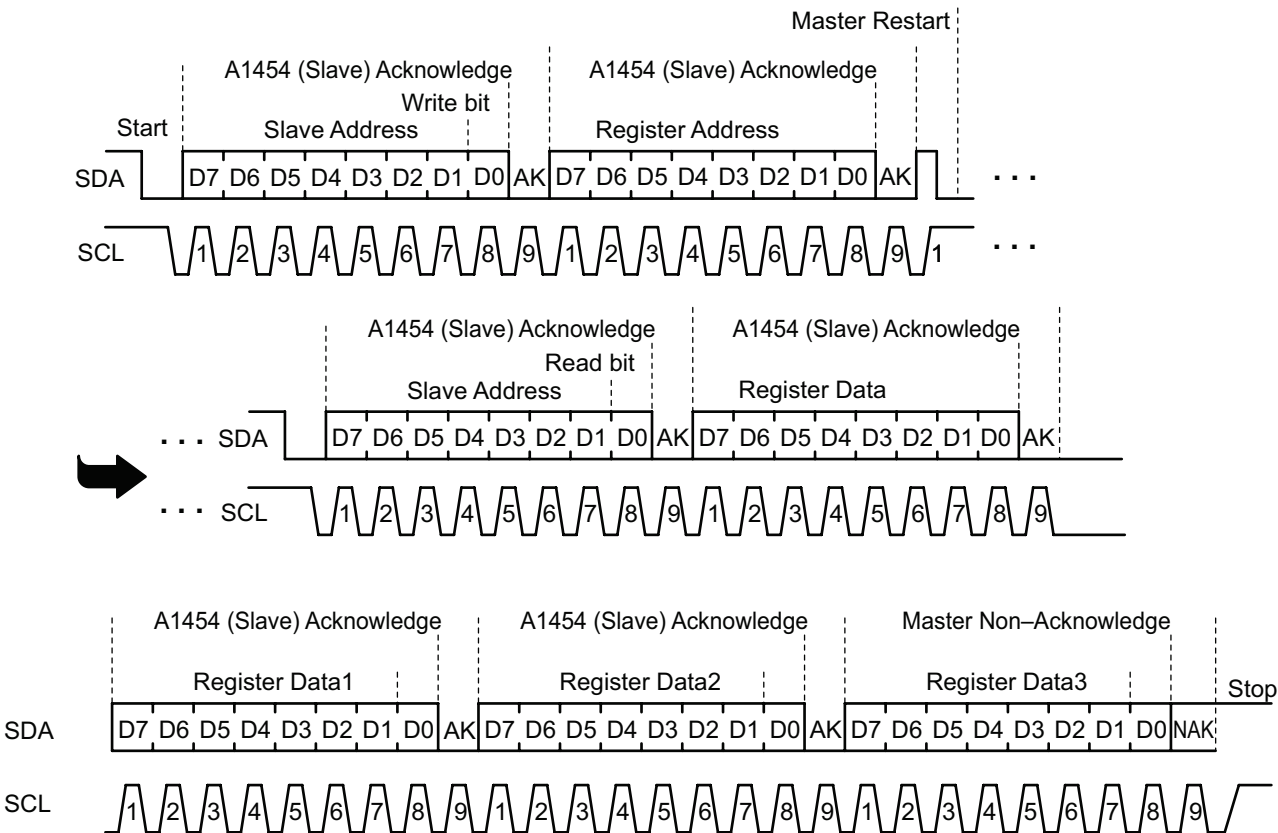 Master Restart
A1454 (Slave) Acknowledge A1454 (Slave) Acknowledge
Write bit
Start Slave Address Register Address
SDA D7 D6 D5 D4 D3 D2 D1 D0 AK D7 D6 D5 D4 D3 D2 D1 D0 AK . . .
SCL 1 2 3 4 5 6 7 8 9 1 2 3 4 5 6 7 8 9 1 . . .
A1454 (Slave) Acknowledge A1454 (Slave) Acknowledge
Read bit
Slave Address Register Data
. . . SDA D7 D6 D5 D4 D3 D2 D1 D0 AK D7 D6 D5 D4 D3 D2 D1 D0 AK
. . . SCL 1 2 3 4 5 6 7 8 9 1 2 3 4 5 6 7 8 9
A1454 (Slave) Acknowledge A1454 (Slave) Acknowledge Master Non–Acknowledge
Register Data1 Register Data2 Register Data3 Stop
SDA D7 D6 D5 D4 D3 D2 D1 D0 AK D7 D6 D5 D4 D3 D2 D1 D0 AK D7 D6 D5 D4 D3 D2 D1 D0 NAK
SCL 1 2 3 4 5 6 7 8 9 1 2 3 4 5 6 7 8 9 1 2 3 4 5 6 7 8 9